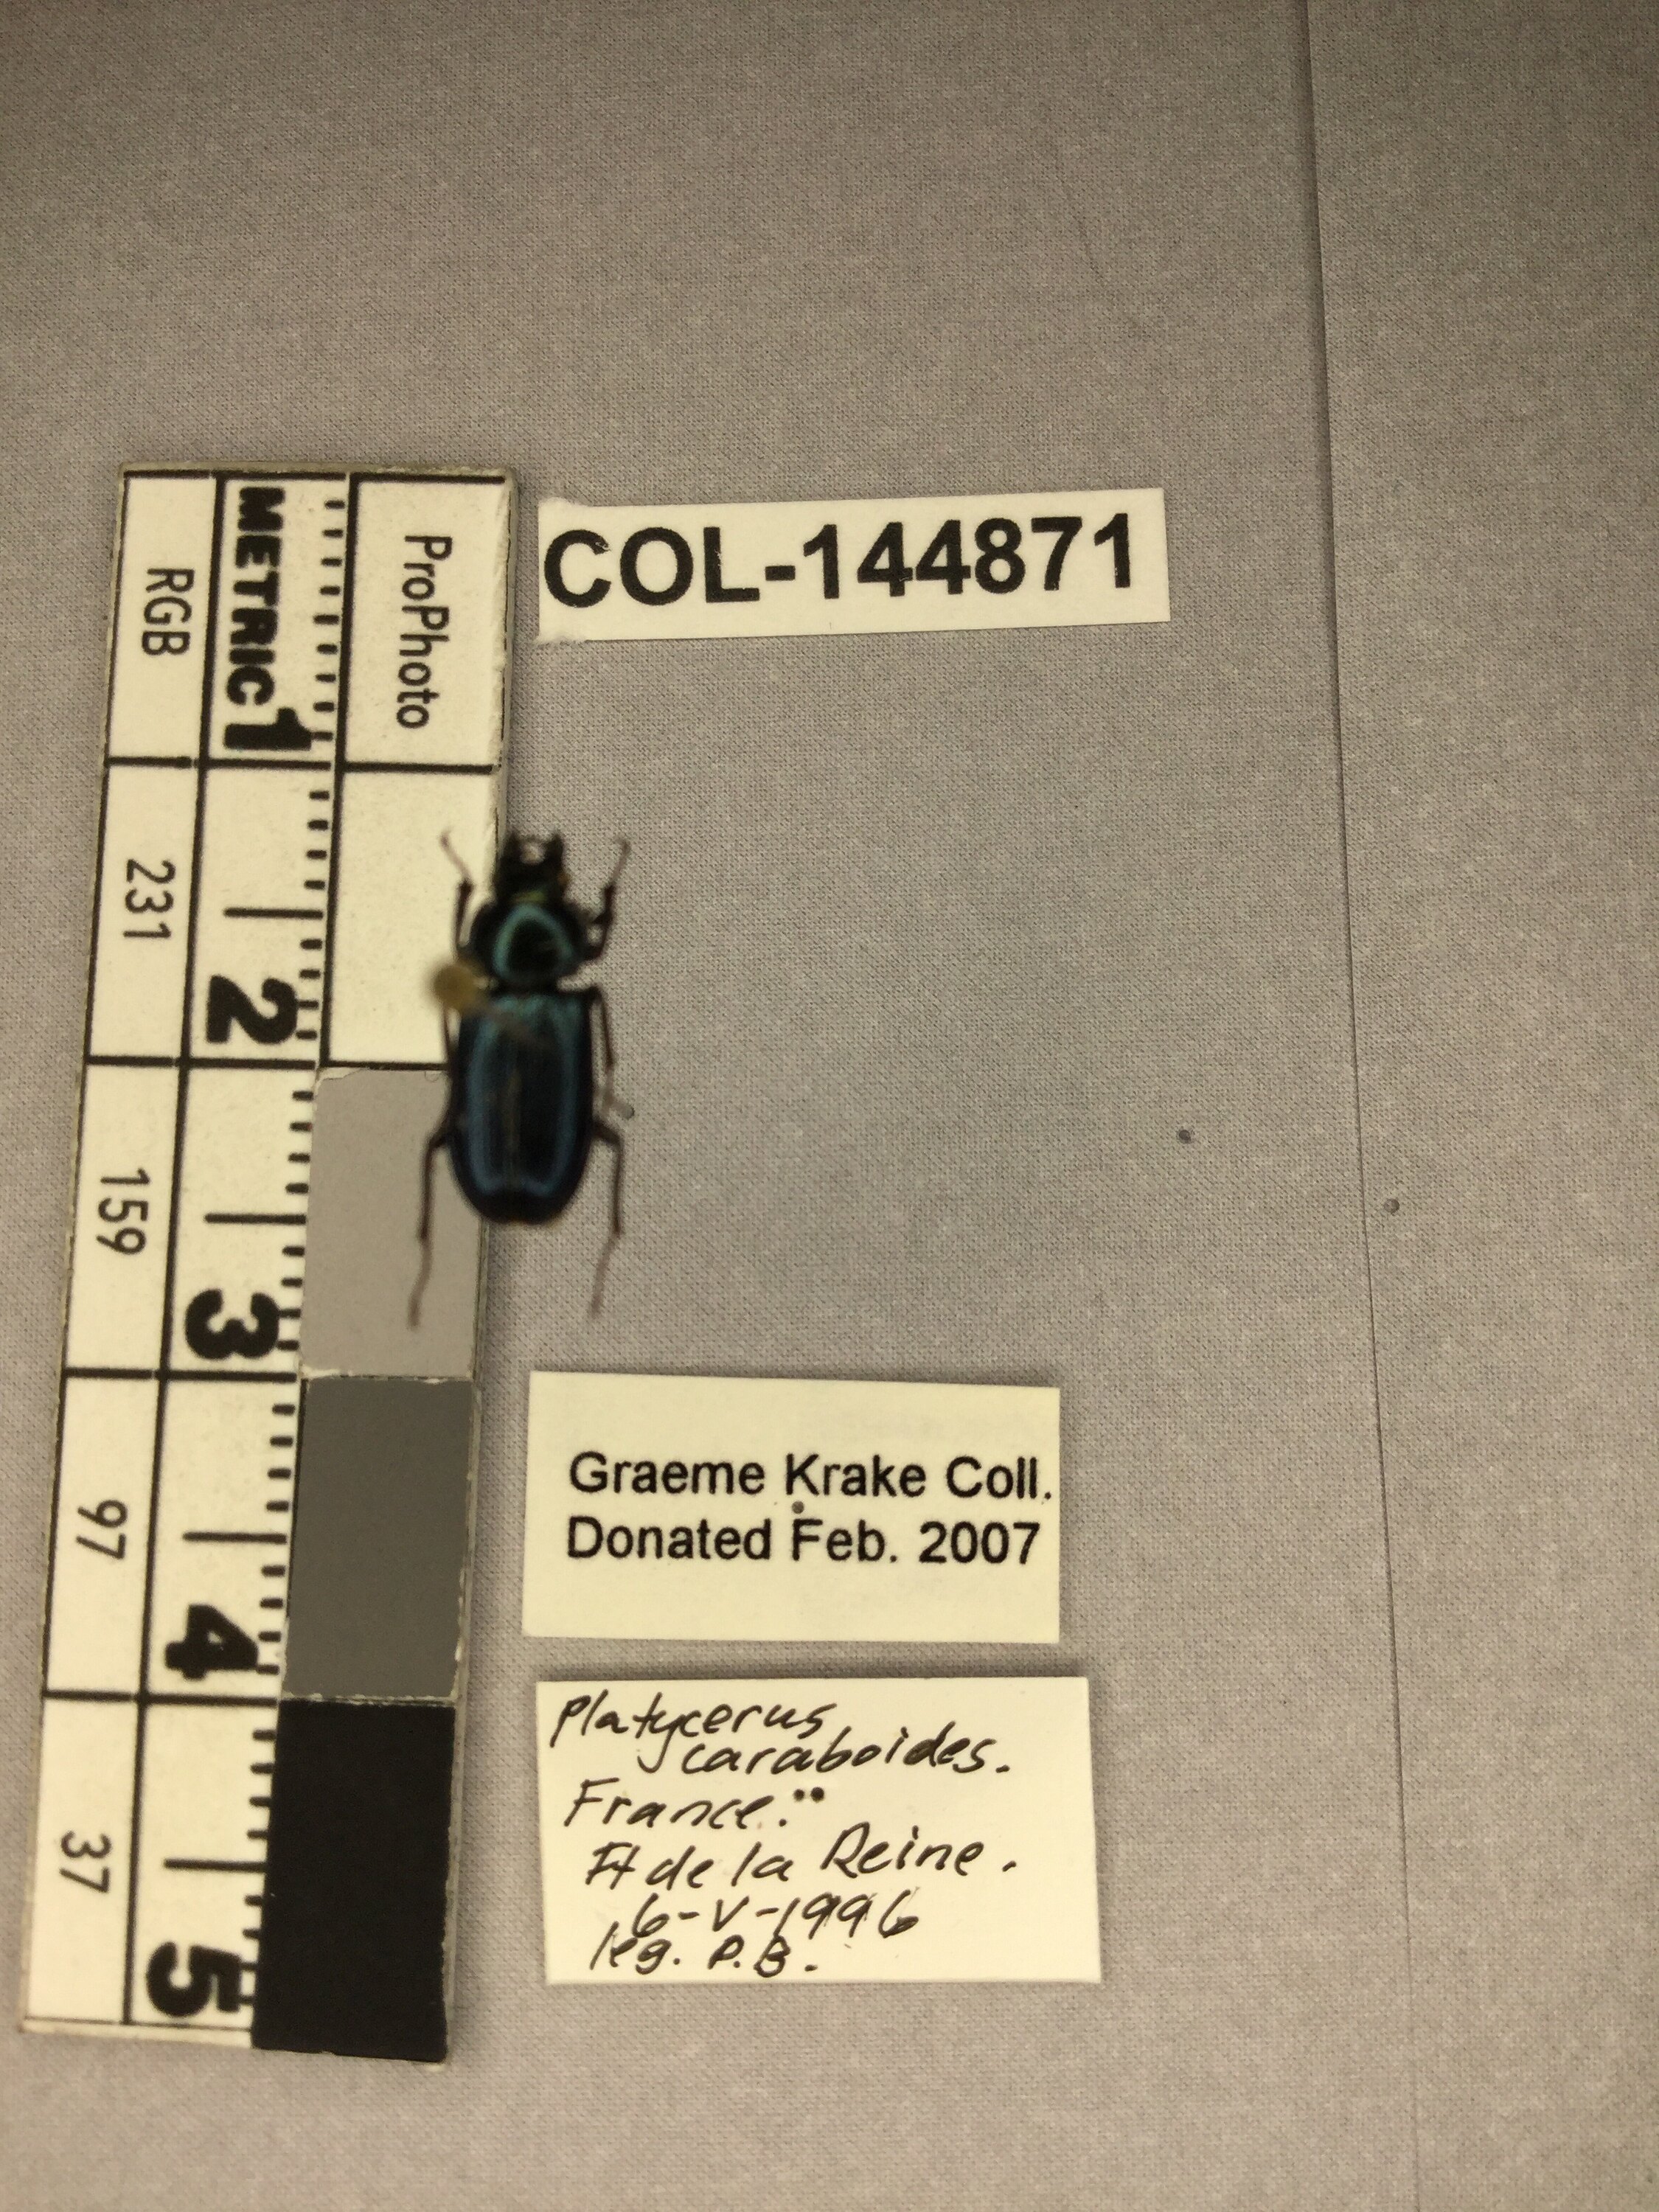 COL-144871
ProPhoto
METRIC 1
RGB
231
2
159
3
97
4
37
5
Graeme Krake Coll.
Donated Feb. 2007
Platycerus
caraboides.
France:
Ft de la Reine.
6-V-1996
leg. P.B.